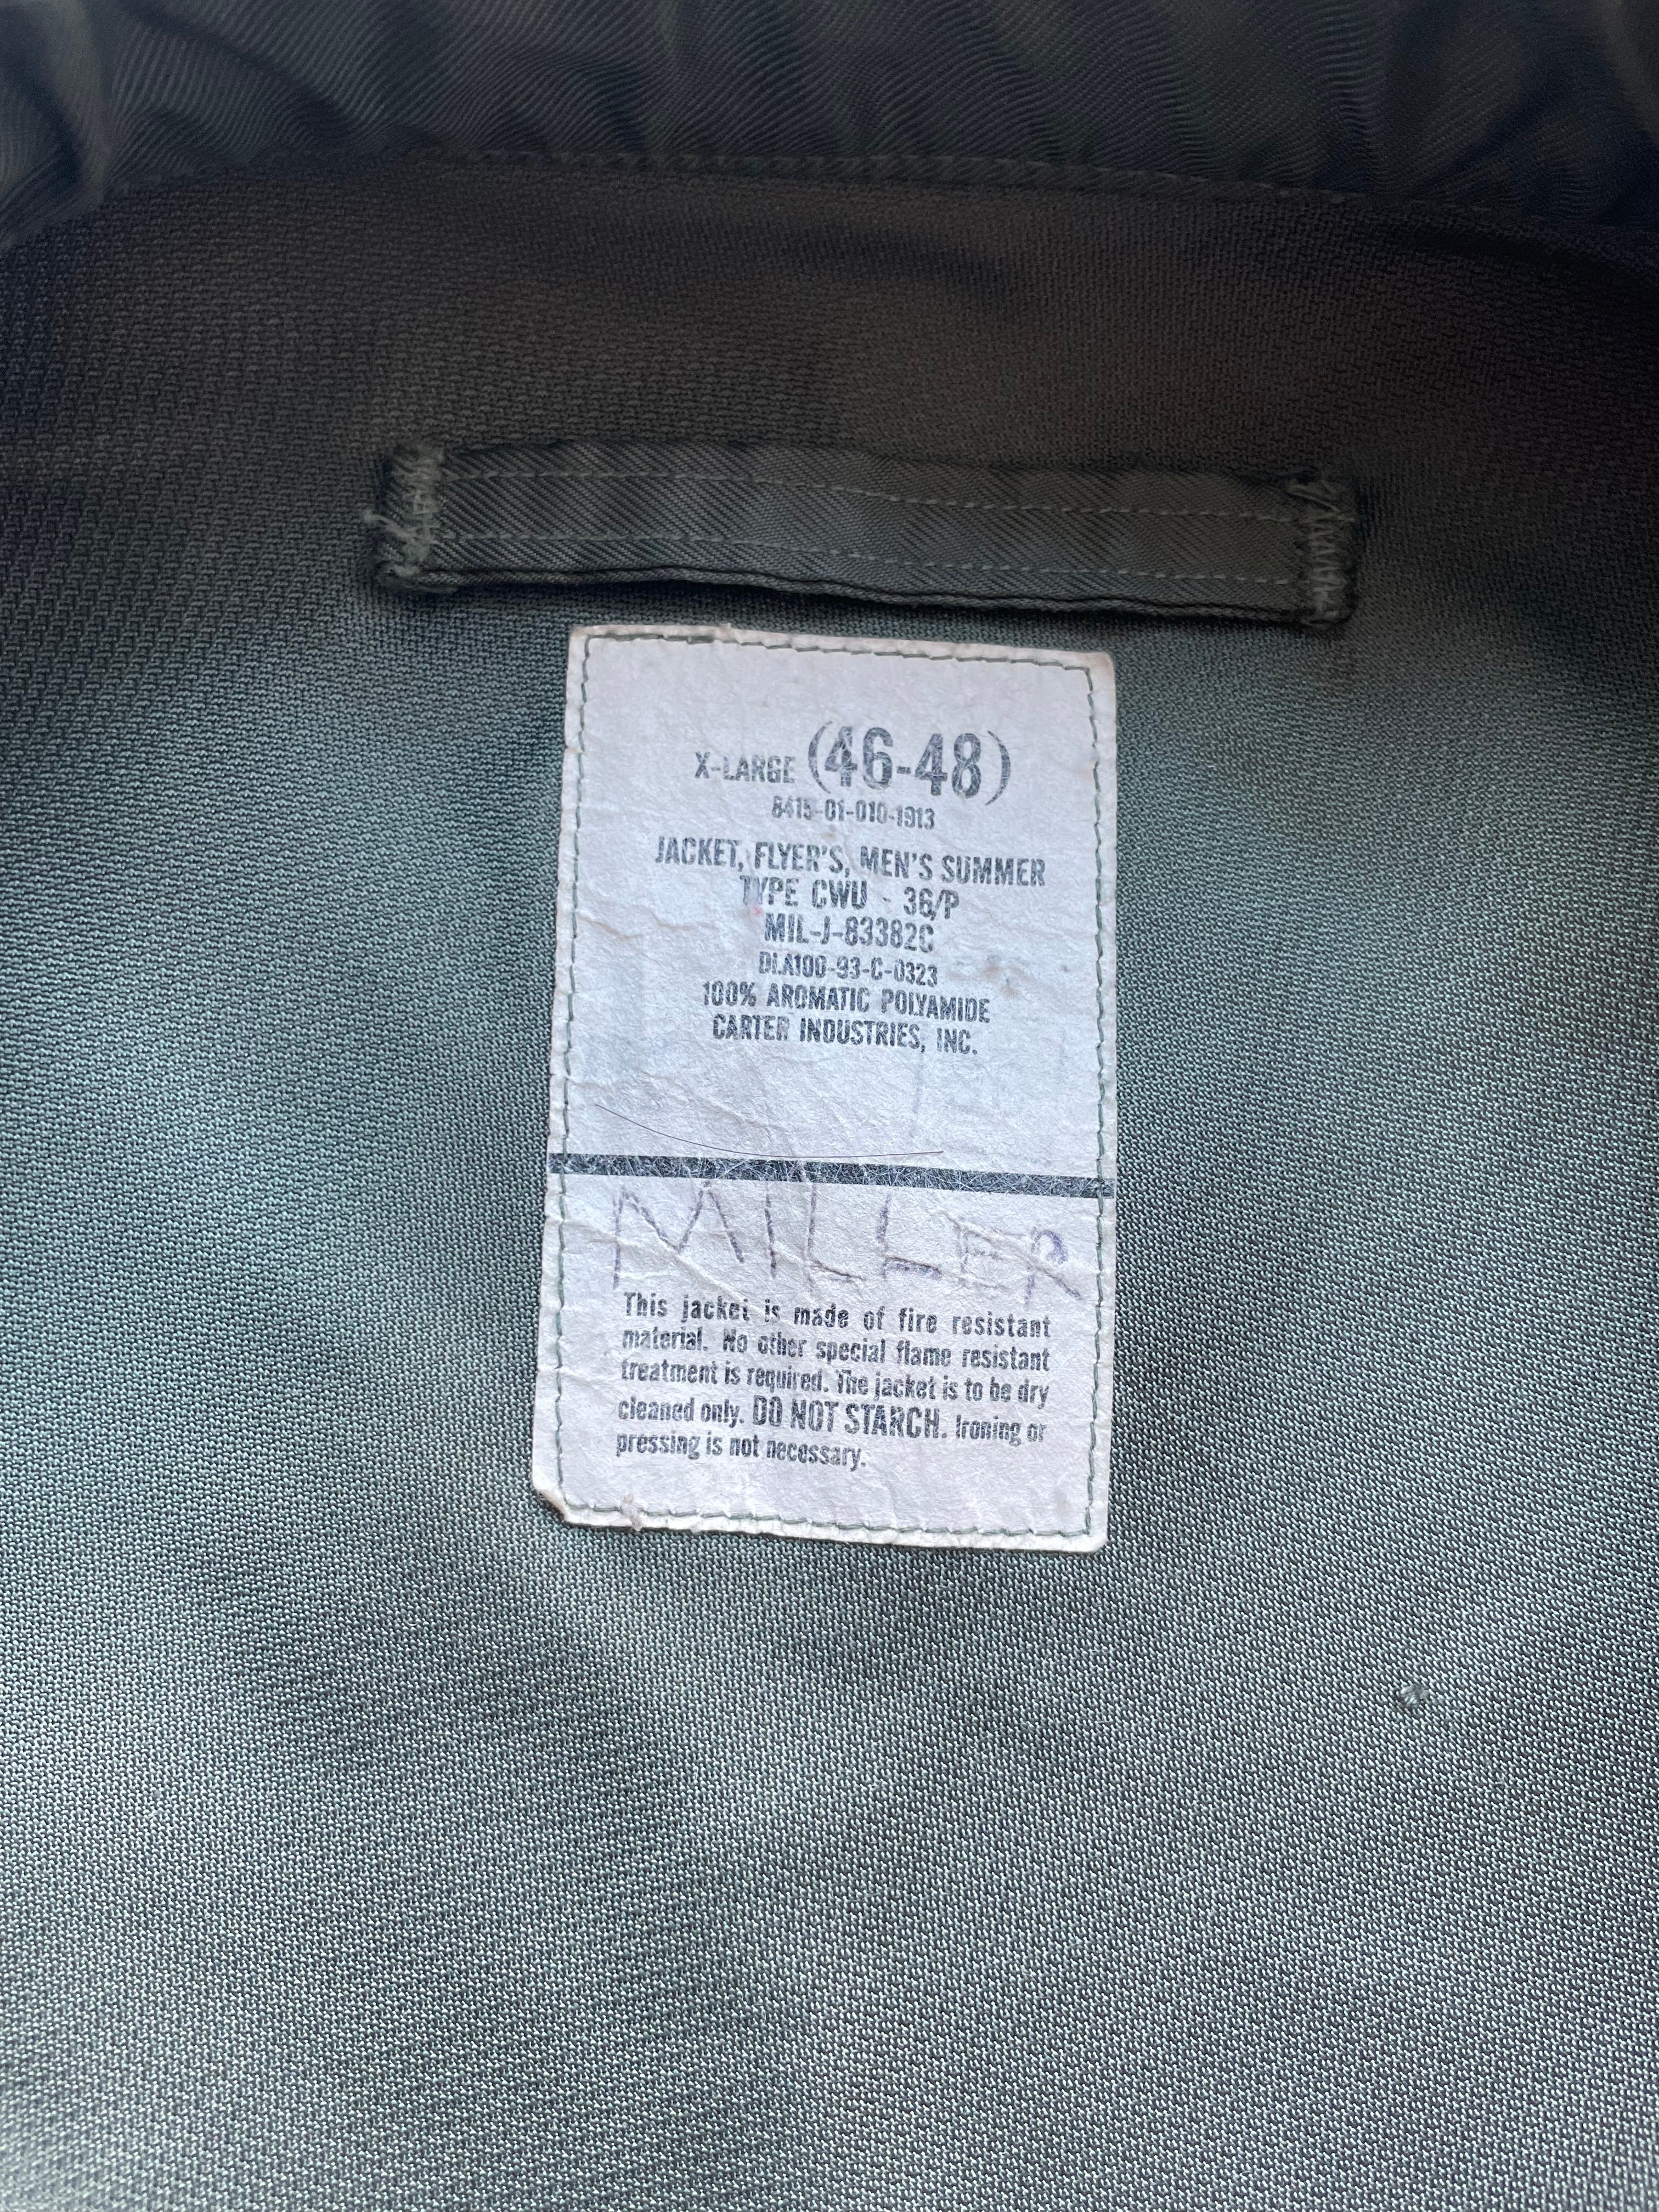 X-LARGE (46-48)
8415-01-010-1913
JACKET, FLYER'S, MEN'S SUMMER
TYPE CWU - 36/P
MIL-J-83382C
DLA100-93-C-0323
100% AROMATIC POLYAMIDE
CARTER INDUSTRIES, INC.
MILLER
This jacket is made of fire resistant
material. No other special flame resistant
treatment is required. The jacket is to be dry
cleaned only. DO NOT STARCH. Ironing or
pressing is not necessary.